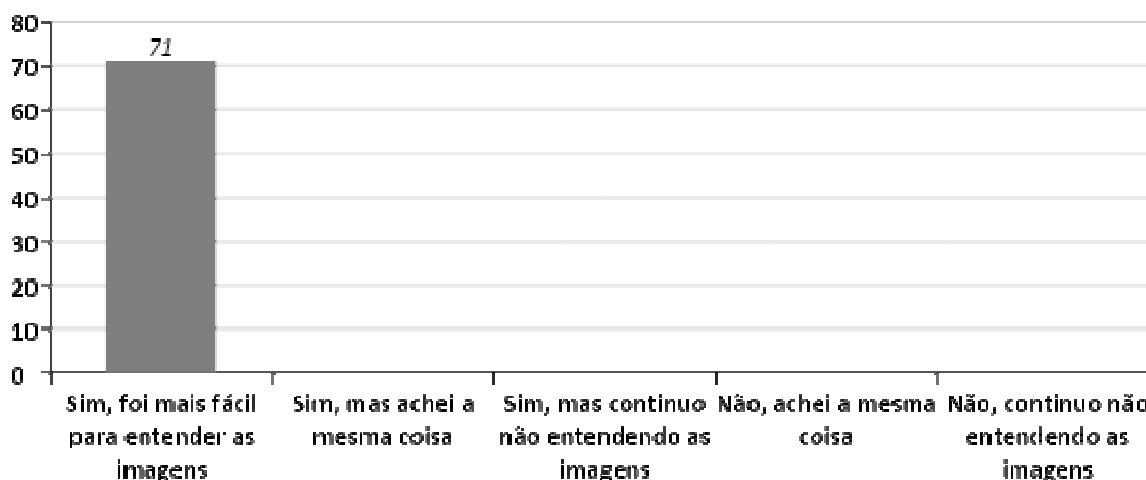 80
71
70
60
50
40
30
20
10
0
Sim, foi mais fácil
para entender as
imagens
Sim, mas achei a
mesma coisa
Sim, mas continuo
não entendendo as
imagens
Não, achei a mesma
coisa
Não, continuo não
entendendo as
imagens